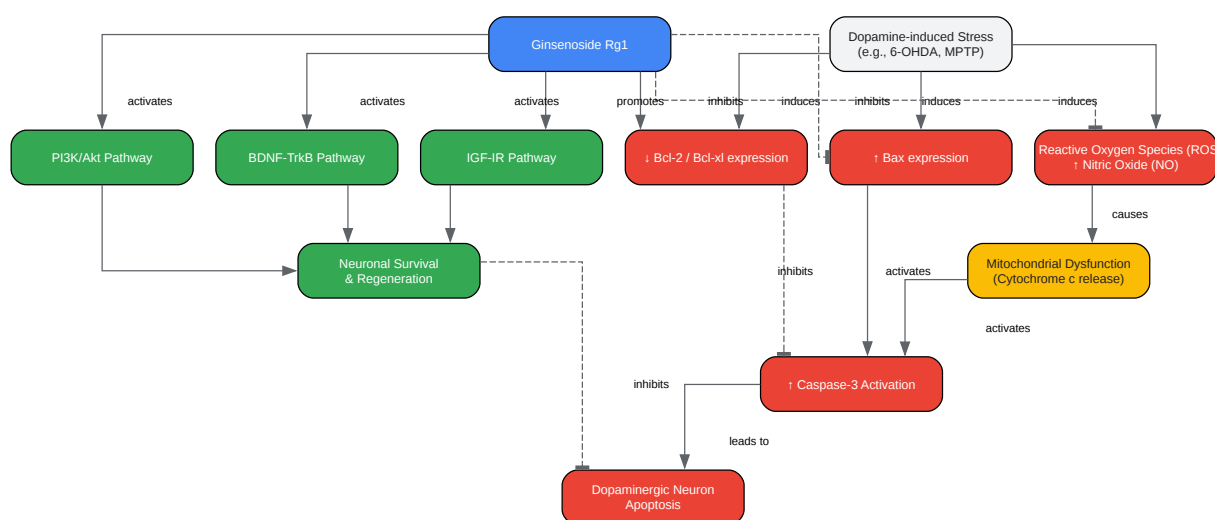 Ginsenoside Rg1
Dopamine-induced Stress
(e.g., 6-OHDA, MPTP)
activates
activates
activates
promotes
inhibits
induces
inhibits
induces
induces
PI3K/Akt Pathway
BDNF-TrkB Pathway
IGF-IR Pathway
↓ Bcl-2 / Bcl-xl expression
↑ Bax expression
Reactive Oxygen Species (ROS
↑ Nitric Oxide (NO)
causes
Neuronal Survival
& Regeneration
inhibits
activates
Mitochondrial Dysfunction
(Cytochrome c release)
activates
inhibits
↑ Caspase-3 Activation
leads to
Dopaminergic Neuron
Apoptosis